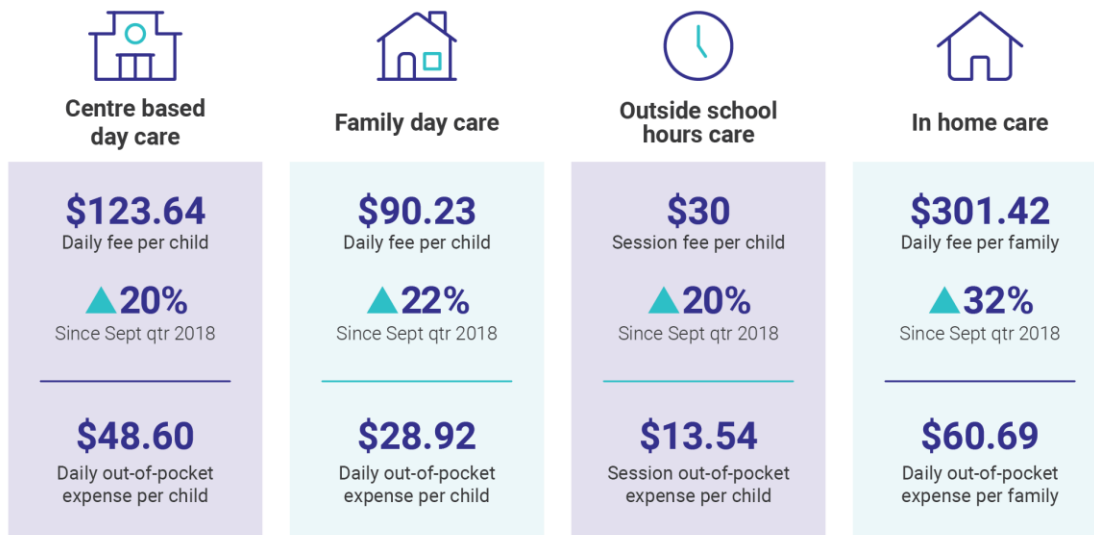 Centre based
day care
$123.64
Daily fee per child
▲20%
Since Sept qtr 2018
$48.60
Daily out-of-pocket
expense per child
Family day care
$90.23
Daily fee per child
▲22%
Since Sept qtr 2018
$28.92
Daily out-of-pocket
expense per child
Outside school
hours care
$30
Session fee per child
▲20%
Since Sept qtr 2018
$13.54
Session out-of-pocket
expense per child
In home care
$301.42
Daily fee per family
▲32%
Since Sept qtr 2018
$60.69
Daily out-of-pocket
expense per family